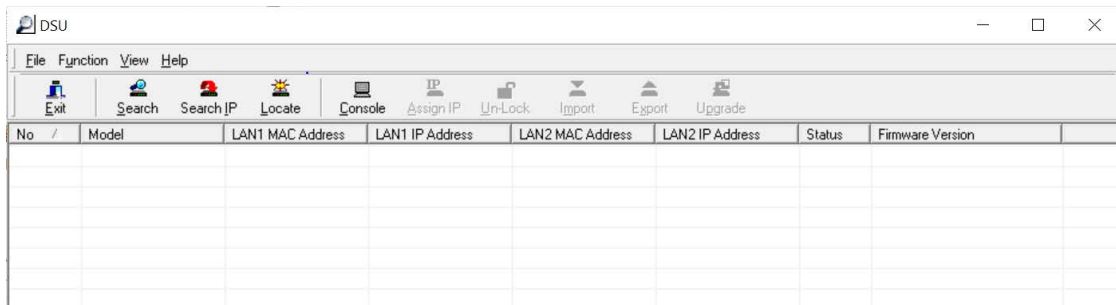 DSU
File Function View Help
Exit Search Search IP Locate Console Assign IP Un-Lock Import Export Upgrade
No / Model LAN1 MAC Address LAN1 IP Address LAN2 MAC Address LAN2 IP Address Status Firmware Version